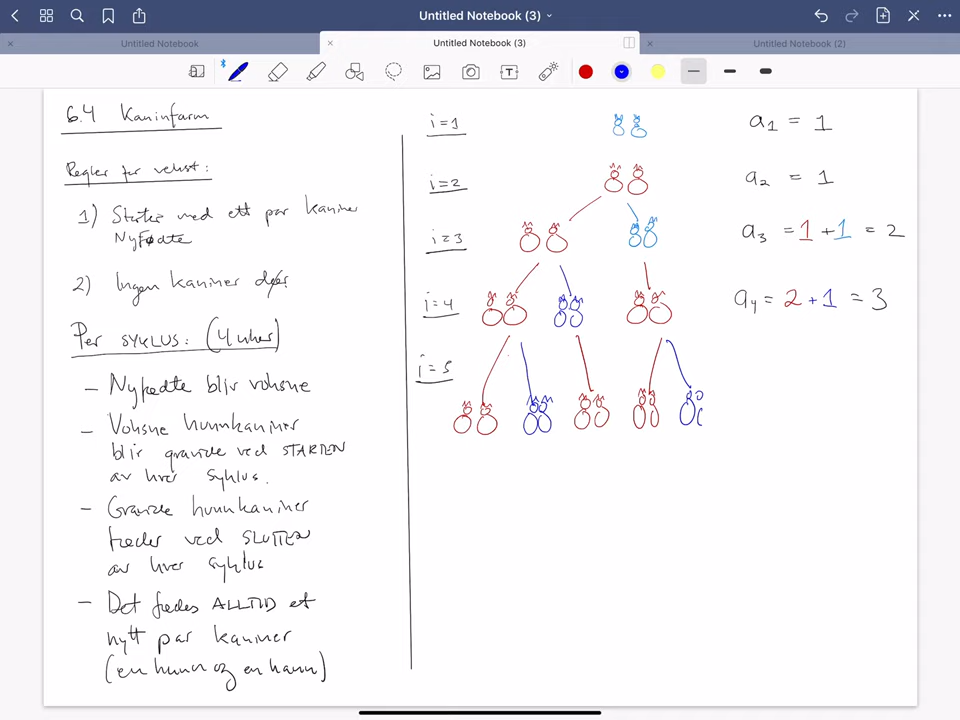 Untitled Notebook (3)
Untitled Notebook
Untitled Notebook (3)
Untitled Notebook (2)
6.4 Kaninfarm
Regler for vekst:
1) Starter med ett par kaniner
Nyfødte
2) Ingen kaniner dør
Per SYKLUS: (4 uker)
- Nyfødte blir voksne
- Voksne hunnkaniner
blir gravide ved STARTEN
av hver syklus.
- Gravide hunnkaniner
føder ved SLUTTEN
av hver syklus
- Det fødes ALLTID et
nytt par kaniner
(en hunn og en hann)
i=1
i=2
i=3
i=4
i=5
a1 = 1
a2 = 1
a3 = 1 + 1 = 2
a4 = 2 + 1 = 3